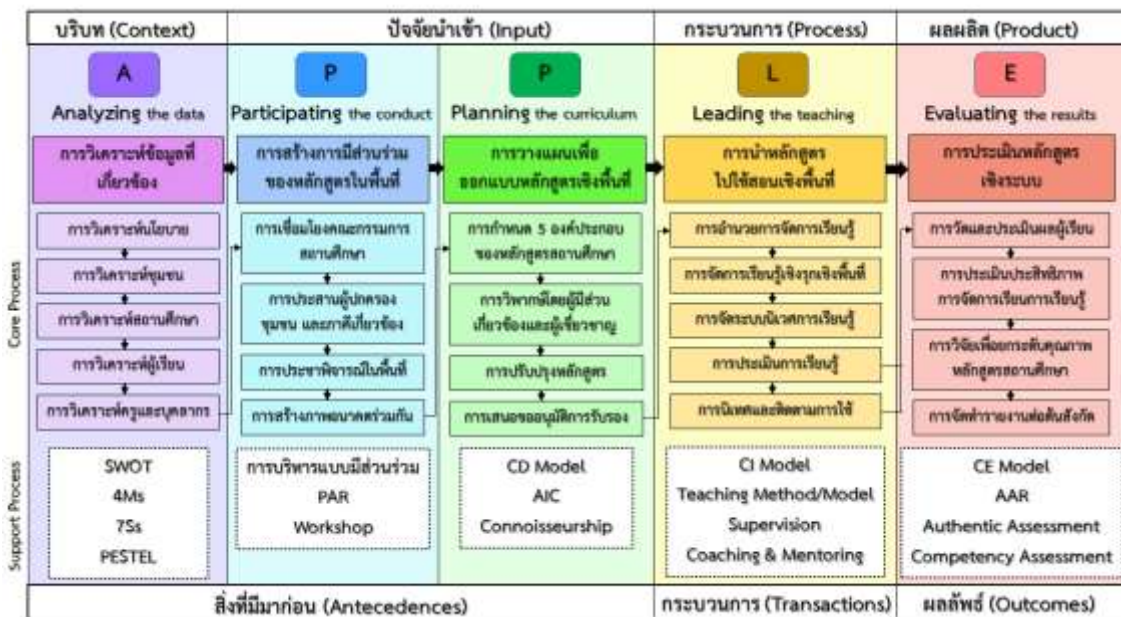 บริบท (Context)
ปัจจัยนำเข้า (Input)
กระบวนการ (Process)
ผลผลิต (Product)
A
Analyzing the data
P
Participating the conduct
P
Planning the curriculum
L
Leading the teaching
E
Evaluating the results
การวิเคราะห์ข้อมูลที่
เกี่ยวข้อง
การสร้างการมีส่วนร่วม
ของหลักสูตรในพื้นที่
การวางแผนเพื่อ
ออกแบบหลักสูตรเชิงพื้นที่
การนำหลักสูตร
ไปใช้สอนเชิงพื้นที่
การประเมินหลักสูตร
เชิงระบบ
Core Process
การวิเคราะห์นโยบาย
การวิเคราะห์ชุมชน
การวิเคราะห์สถานศึกษา
การวิเคราะห์ผู้เรียน
การวิเคราะห์ครูและบุคลากร
การเชื่อมโยงคณะกรรมการ
สถานศึกษา
การประสานผู้ปกครอง
ชุมชน และภาคีเกี่ยวข้อง
การประชาพิจารณ์ในพื้นที่
การสร้างภาพอนาคตร่วมกัน
การกำหนด 5 องค์ประกอบ
ของหลักสูตรสถานศึกษา
การวิพากษ์โดยผู้มีส่วน
เกี่ยวข้องและผู้เชี่ยวชาญ
การปรับปรุงหลักสูตร
การเสนอขออนุมัติการรับรอง
การอำนวยการจัดการเรียนรู้
การจัดการเรียนรู้เชิงรุกเชิงพื้นที่
การจัดระบบนิเวศการเรียนรู้
การประเมินการเรียนรู้
การนิเทศและติดตามการใช้
การวัดและประเมินผลผู้เรียน
การประเมินประสิทธิภาพ
การจัดการเรียนการเรียนรู้
การวิจัยเพื่อยกระดับคุณภาพ
หลักสูตรสถานศึกษา
การจัดทำรายงานต่อต้นสังกัด
Support Process
SWOT
4Ms
7Ss
PESTEL
การบริหารแบบมีส่วนร่วม
PAR
Workshop
CD Model
AIC
Connoisseurship
CI Model
Teaching Method/Model
Supervision
Coaching & Mentoring
CE Model
AAR
Authentic Assessment
Competency Assessment
สิ่งที่มีมาก่อน (Antecedences)
กระบวนการ (Transactions)
ผลลัพธ์ (Outcomes)